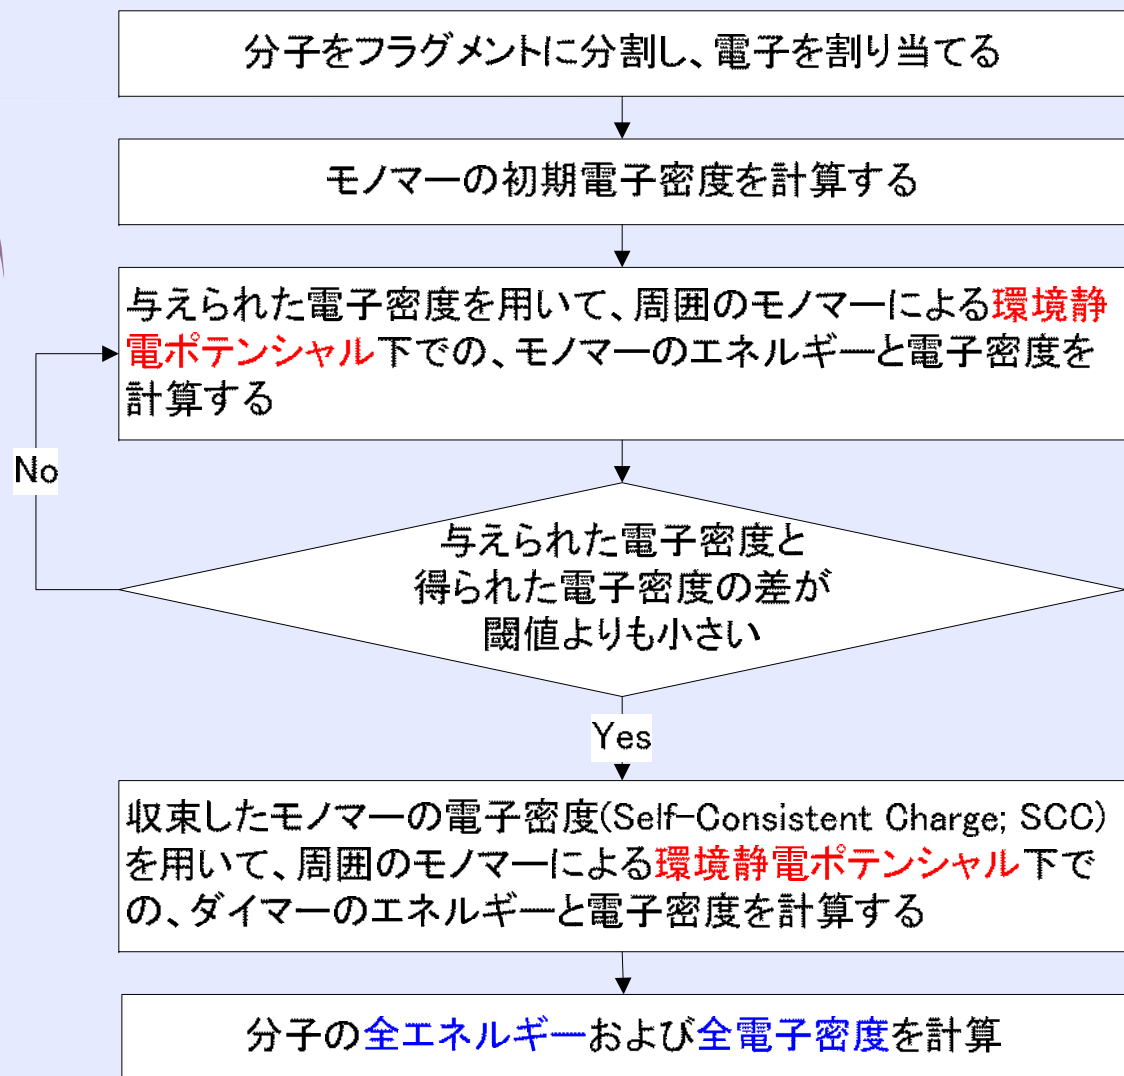 分子をフラグメントに分割し、電子を割り当てる
モノマーの初期電子密度を計算する
与えられた電子密度を用いて、周囲のモノマーによる環境静
電ポテンシャル下での、モノマーのエネルギーと電子密度を
計算する
No
与えられた電子密度と
得られた電子密度の差が
閾値よりも小さい
Yes
収束したモノマーの電子密度(Self-Consistent Charge; SCC)
を用いて、周囲のモノマーによる環境静電ポテンシャル下で
の、ダイマーのエネルギーと電子密度を計算する
分子の全エネルギーおよび全電子密度を計算